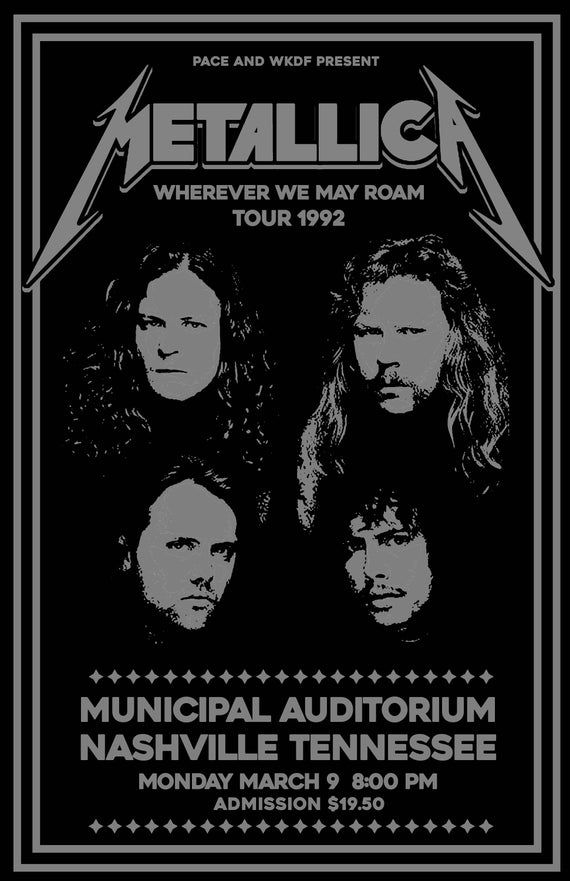 PACE AND WKDF PRESENT
METALLICA
WHEREVER WE MAY ROAM
TOUR 1992
MUNICIPAL AUDITORIUM
NASHVILLE TENNESSEE
MONDAY MARCH 9 8:00 PM
ADMISSION $19.50